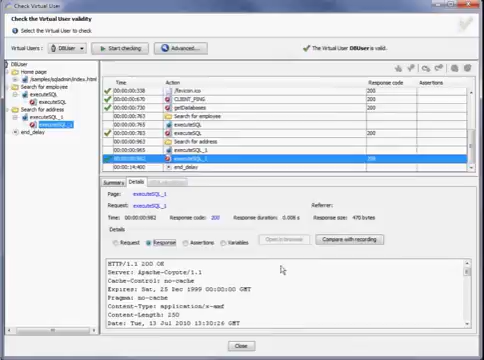 Check Virtual User
Check the Virtual User validity
Select the Virtual User to check.
Virtual Users : DBUser Start checking Advanced... The Virtual User DBUser is valid.
DBUser
Home page
/samples/sqladmin/index.html
Search for employee
executeSQL
executeSQL
Search for address
executeSQL_1
executeSQL_1
end_delay
Time Action Response code Assertions
00:00:00:338 /favicon.ico 200
00:00:00:670 CLIENT_PING 200
00:00:00:730 getDatabases 200
Search for employee
00:00:00:765 executeSQL
00:00:00:783 executeSQL 200
00:00:00:943 Search for address
00:00:00:965 executeSQL_1
00:00:00:982 executeSQL_1 200
00:00:14:400 end_delay
Summary Details
Page: executeSQL_1
Request: executeSQL_1 Referrer:
Time: 00:00:00:982 Response code: 200 Response duration: 0.006 s Response size: 470 bytes
Details
Request Response Assertions Variables Open in browser Compare with recording
HTTP/1.1 200 OK
Server: Apache-Coyote/1.1
Cache-Control: no-cache
Expires: Sat, 25 Dec 1999 00:00:00 GMT
Pragma: no-cache
Content-Type: application/x-amf
Content-Length: 250
Date: Tue, 13 Jul 2010 13:30:26 GMT
Close